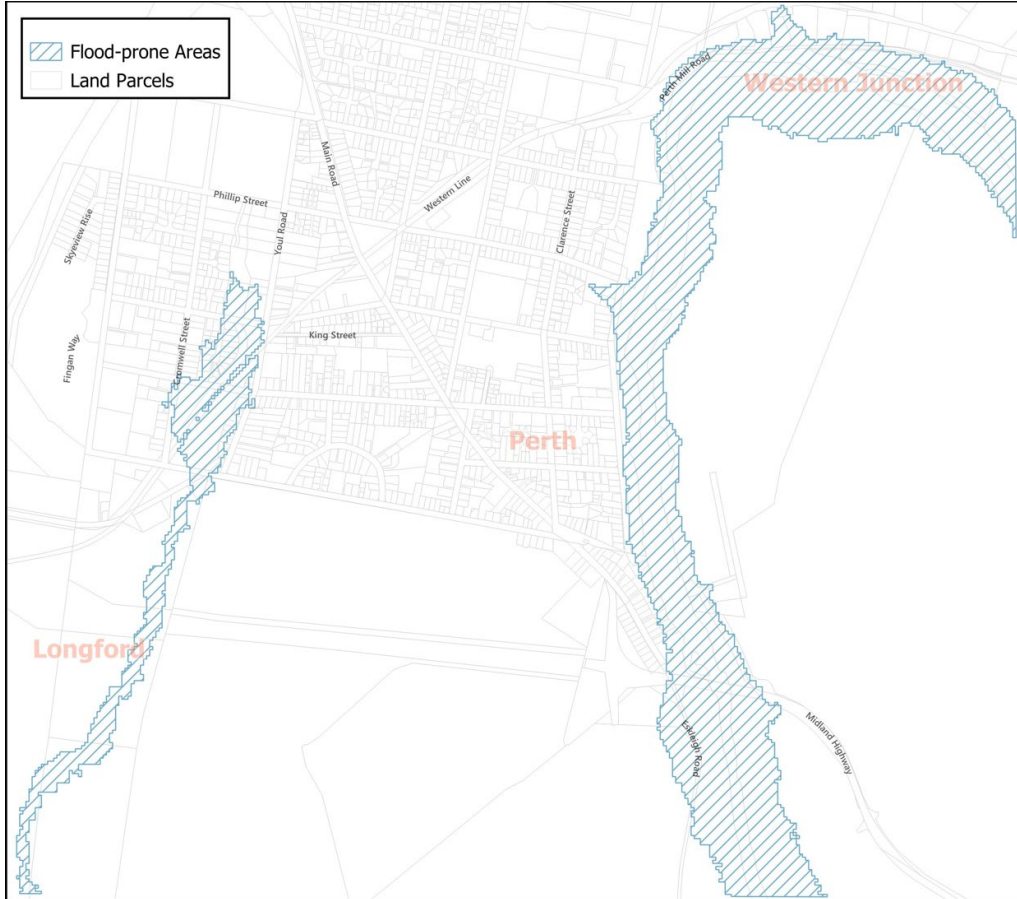 Flood-prone Areas
Land Parcels
Western Junction
Perth Mill Road
Main Road
Western Line
Phillip Street
Clarence Street
Skyeview Rise
Youl Road
King Street
Fingan Way
Cromwell Street
Perth
Longford
Eskleigh Road
Midland Highway